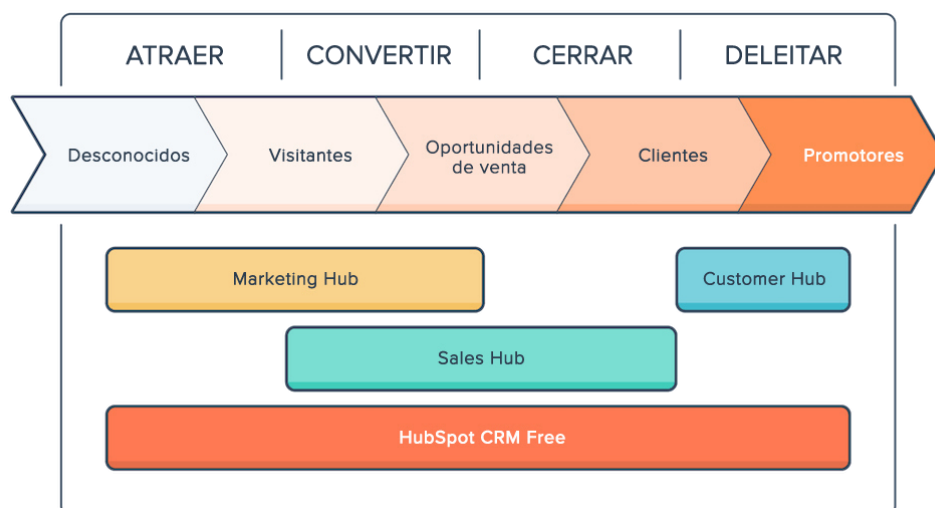 ATRAER
CONVERTIR
CERRAR
DELEITAR
Desconocidos
Visitantes
Oportunidades
de venta
Clientes
Promotores
Marketing Hub
Customer Hub
Sales Hub
HubSpot CRM Free